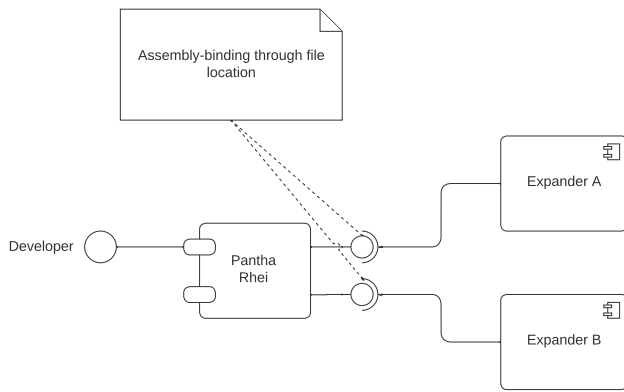 Assembly-binding through file
location
Expander A
Developer
Pantha
Rhei
Expander B